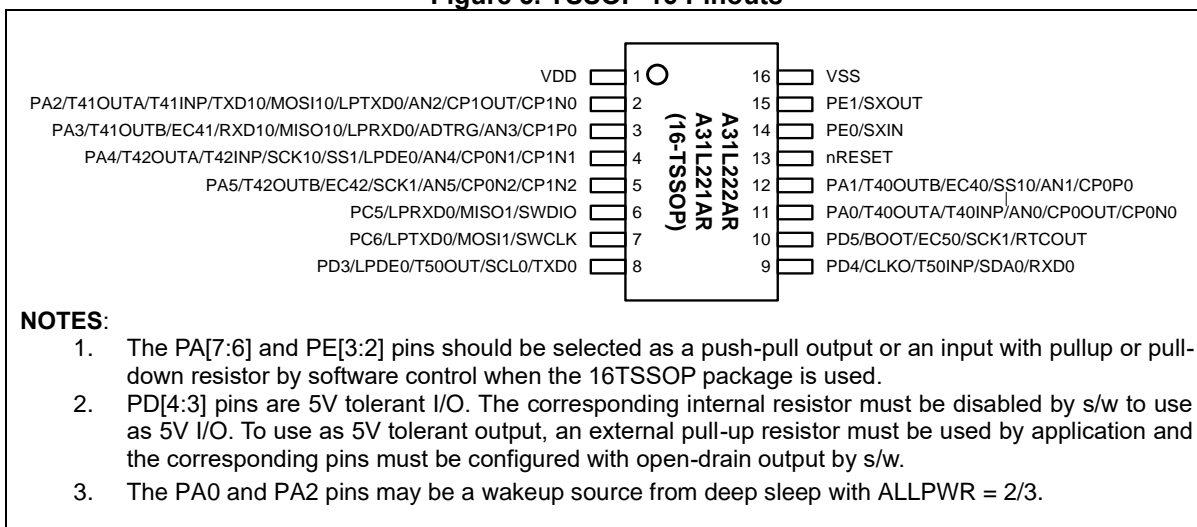 VDD 1 16 VSS
PA2/T41OUTA/T41INP/TXD10/MOSI10/LPTXD0/AN2/CP1OUT/CP1N0 2 15 PE1/SXOUT
PA3/T41OUTB/EC41/RXD10/MISO10/LPRXD0/ADTRG/AN3/CP1P0 3 14 PE0/SXIN
PA4/T42OUTA/T42INP/SCK10/SS1/LPDE0/AN4/CP0N1/CP1N1 4 13 nRESET
PA5/T42OUTB/EC42/SCK1/AN5/CP0N2/CP1N2 5 12 PA1/T40OUTB/EC40/SS10/AN1/CP0P0
PC5/LPRXD0/MISO1/SWDIO 6 11 PA0/T40OUTA/T40INP/AN0/CP0OUT/CP0N0
PC6/LPTXD0/MOSI1/SWCLK 7 10 PD5/BOOT/EC50/SCK1/RTCOUT
PD3/LPDE0/T50OUT/SCL0/TXD0 8 9 PD4/CLKO/T50INP/SDA0/RXD0
A31L222AR
A31L221AR
(16-TSSOP)
NOTES:
1. The PA[7:6] and PE[3:2] pins should be selected as a push-pull output or an input with pullup or pull-
down resistor by software control when the 16TSSOP package is used.
2. PD[4:3] pins are 5V tolerant I/O. The corresponding internal resistor must be disabled by s/w to use
as 5V I/O. To use as 5V tolerant output, an external pull-up resistor must be used by application and
the corresponding pins must be configured with open-drain output by s/w.
3. The PA0 and PA2 pins may be a wakeup source from deep sleep with ALLPWR = 2/3.